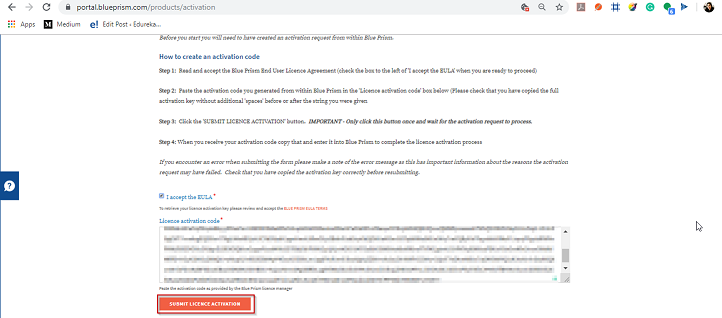 portal.blueprism.com/products/activation
Apps Medium e! Edit Post ‹ Edureka...
Before you start you will need to have created an activation request from within Blue Prism.
How to create an activation code
Step 1: Read and accept the Blue Prism End User Licence Agreement (check the box to the left of 'I accept the EULA' when you are ready to proceed)
Step 2: Paste the activation code you generated from within Blue Prism in the 'Licence activation code' box below (Please check that you have copied the full
activation key without additional 'spaces' before or after the string you were given
Step 3: Click the 'SUBMIT LICENCE ACTIVATION' button. IMPORTANT - Only click this button once and wait for the activation request to process.
Step 4: When you receive your activation code copy that and enter it into Blue Prism to complete the licence activation process
If you encounter an error when submitting the form please make a note of the error message as this has important information about the reasons the activation
request may have failed. Check that you have copied the activation key correctly before resubmitting.
I accept the EULA *
To retrieve your licence activation key please review and accept the BLUE PRISM EULA TERMS
Licence activation code *
Paste the activation code as provided by the Blue Prism licence manager
SUBMIT LICENCE ACTIVATION